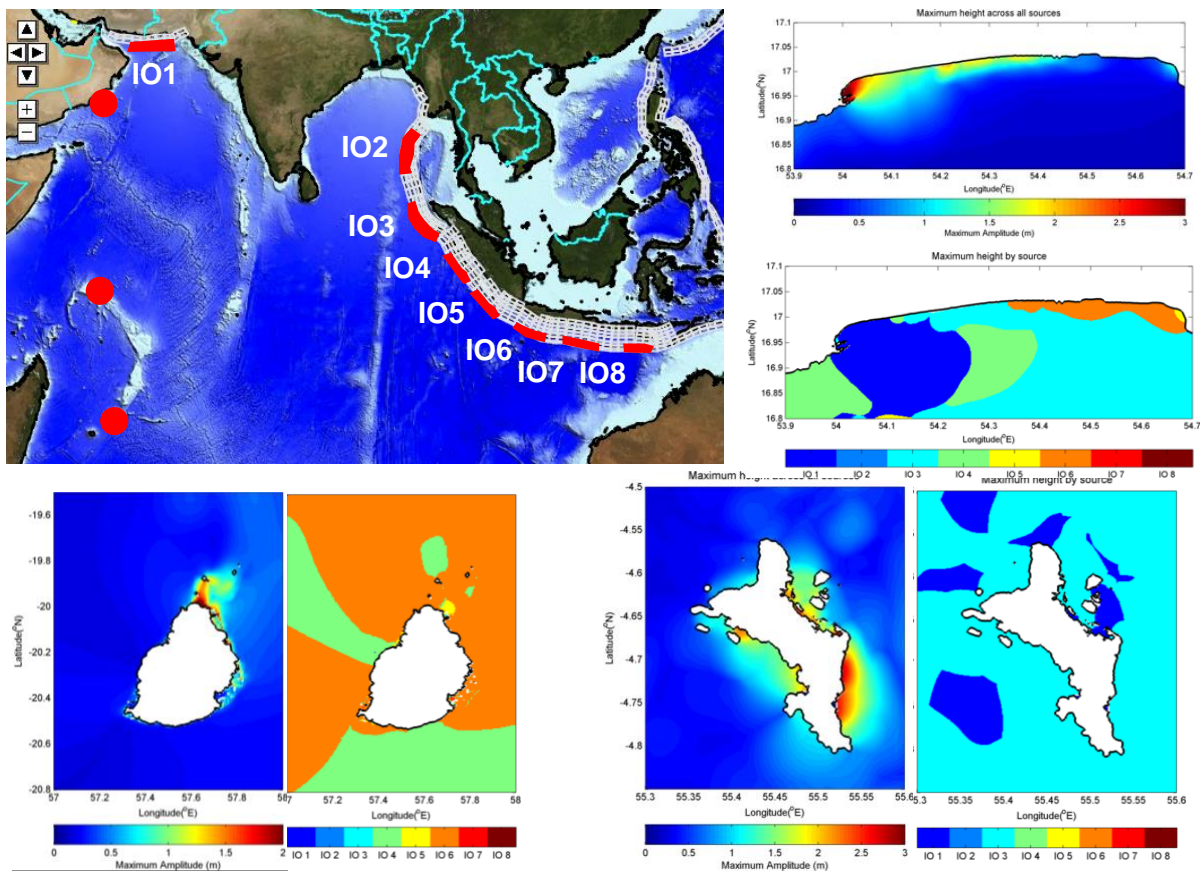 IO1
IO2
IO3
IO4
IO5
IO6
IO7
IO8
Maximum height across all sources
17.1
17.05
17
16.95
16.9
16.85
16.8
Latitude(°N)
53.9 54 54.1 54.2 54.3 54.4 54.5 54.6 54.7
Longitude(°E)
0 0.5 1 1.5 2 2.5 3
Maximum Amplitude (m)
Maximum height by source
17.1
17.05
17
16.95
16.9
16.85
16.8
Latitude(°N)
53.9 54 54.1 54.2 54.3 54.4 54.5 54.6 54.7
Longitude(°E)
IO 1 IO 2 IO 3 IO 4 IO 5 IO 6 IO 7 IO 8
-19.6
-19.8
-20
-20.2
-20.4
-20.6
-20.8
Latitude(°N)
57 57.2 57.4 57.6 57.8 58
57.2 57.4 57.6 57.8 58
Longitude(°E)
Longitude(°E)
0 0.5 1 1.5 2
Maximum Amplitude (m)
IO 1 IO 2 IO 3 IO 4 IO 5 IO 6 IO 7 IO 8
Maximum height across all sources
Maximum height by source
-4.5
-4.55
-4.6
-4.65
-4.7
-4.75
-4.8
Latitude(°N)
55.3 55.35 55.4 55.45 55.5 55.55 55.6
55.3 55.35 55.4 55.45 55.5 55.55 55.6
Longitude(°E)
Longitude(°E)
0 0.5 1 1.5 2 2.5 3
Maximum Amplitude (m)
IO 1 IO 2 IO 3 IO 4 IO 5 IO 6 IO 7 IO 8